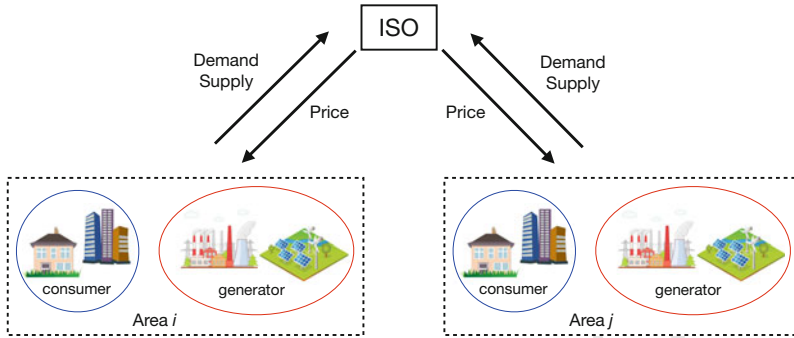 ISO
Demand
Supply
Price
Price
Demand
Supply
consumer
generator
Area i
consumer
generator
Area j